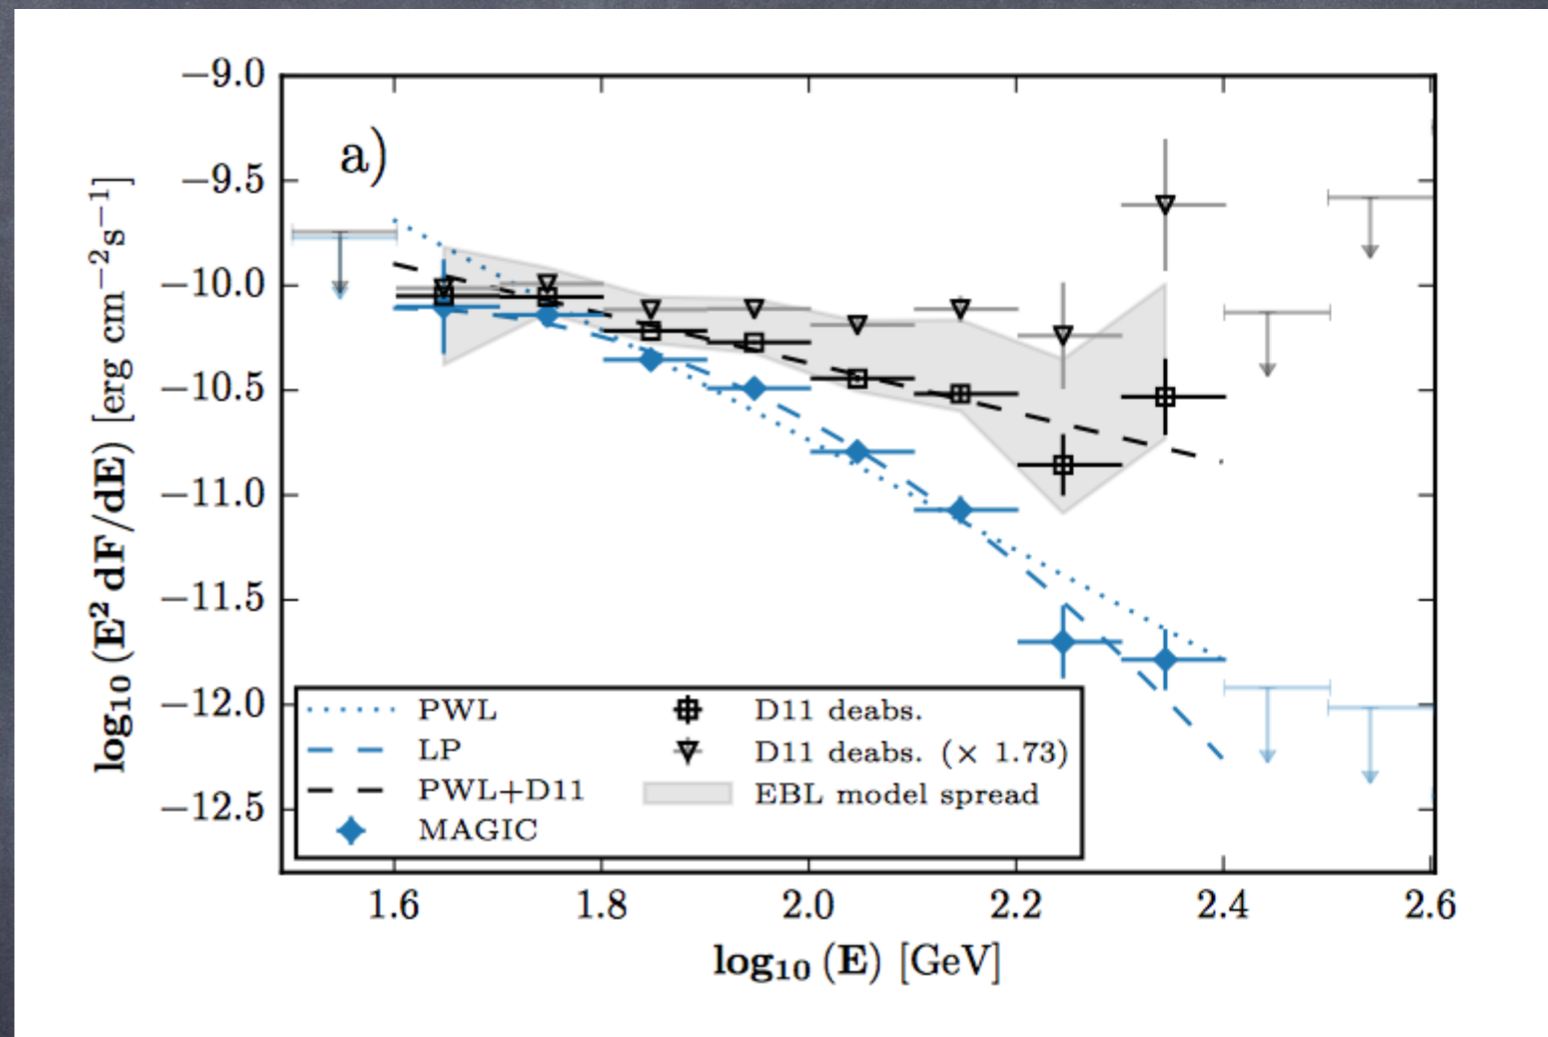 a)
−9.0
−9.5
−10.0
−10.5
−11.0
−11.5
−12.0
−12.5
log₁₀ (E² dF/dE) [erg cm⁻²s⁻¹]
PWL
LP
PWL+D11
MAGIC
D11 deabs.
D11 deabs. (× 1.73)
EBL model spread
1.6 1.8 2.0 2.2 2.4 2.6
log₁₀ (E) [GeV]